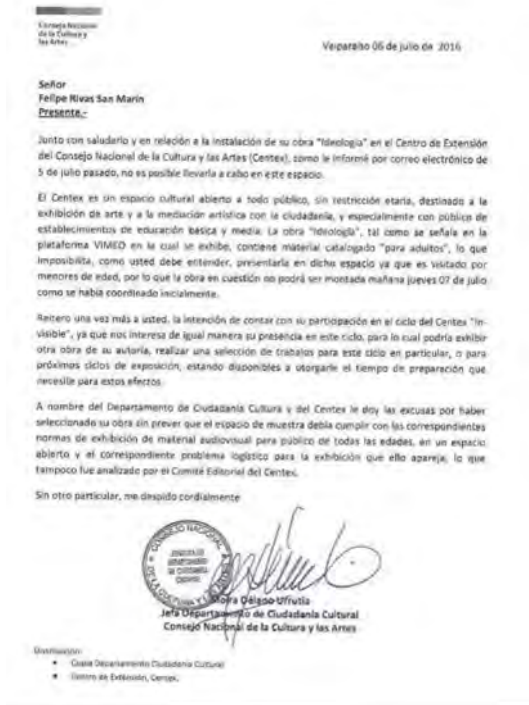 Consejo Nacional
de la Cultura y
las Artes
Valparaíso 06 de julio de 2016
Señor
Felipe Rivas San Martín
Presente.-
Junto con saludarlo y en relación a la instalación de su obra "Ideología" en el Centro de Extensión
del Consejo Nacional de la Cultura y las Artes (Centex), como le informé por correo electrónico de
5 de julio pasado, no es posible llevarla a cabo en este espacio.
El Centex es un espacio cultural abierto a todo público, sin restricción etaria, destinado a la
exhibición de arte y a la mediación artística con la ciudadanía, y especialmente con público de
establecimientos de educación básica y media. La obra "Ideología", tal como se señala en la
plataforma VIMEO en la cual se exhibe, contiene material catalogado "para adultos", lo que
imposibilita, como usted debe entender, presentarla en dicho espacio ya que es visitado por
menores de edad, por lo que la obra en cuestión no podrá ser montada mañana jueves 07 de julio
como se había coordinado inicialmente.
Reitero una vez más a usted, la intención de contar con su participación en el ciclo del Centex "In-
visible", ya que nos interesa de igual manera su presencia en este ciclo, para lo cual podría exhibir
otra obra de su autoría, realizar una selección de trabajos para este ciclo en particular, o para
próximos ciclos de exposición, estando disponibles a otorgarle el tiempo de preparación que
necesite para estos efectos.
A nombre del Departamento de Ciudadanía Cultura y del Centex le doy las excusas por haber
seleccionado su obra sin prever que el espacio de muestra debía cumplir con las correspondientes
normas de exhibición de material audiovisual para público de todas las edades, en un espacio
abierto y el correspondiente problema logístico para la exhibición que ello apareja, lo que
tampoco fue analizado por el Comité Editorial del Centex.
Sin otro particular, me despido cordialmente
CONSEJO NACIONAL
DE LA CULTURA Y L
Moira Délano Urrutia
Jefa Departamento de Ciudadanía Cultural
Consejo Nacional de la Cultura y las Artes
Distribución:
• Copia Departamento Ciudadanía Cultural
• Centro de Extensión, Centex.